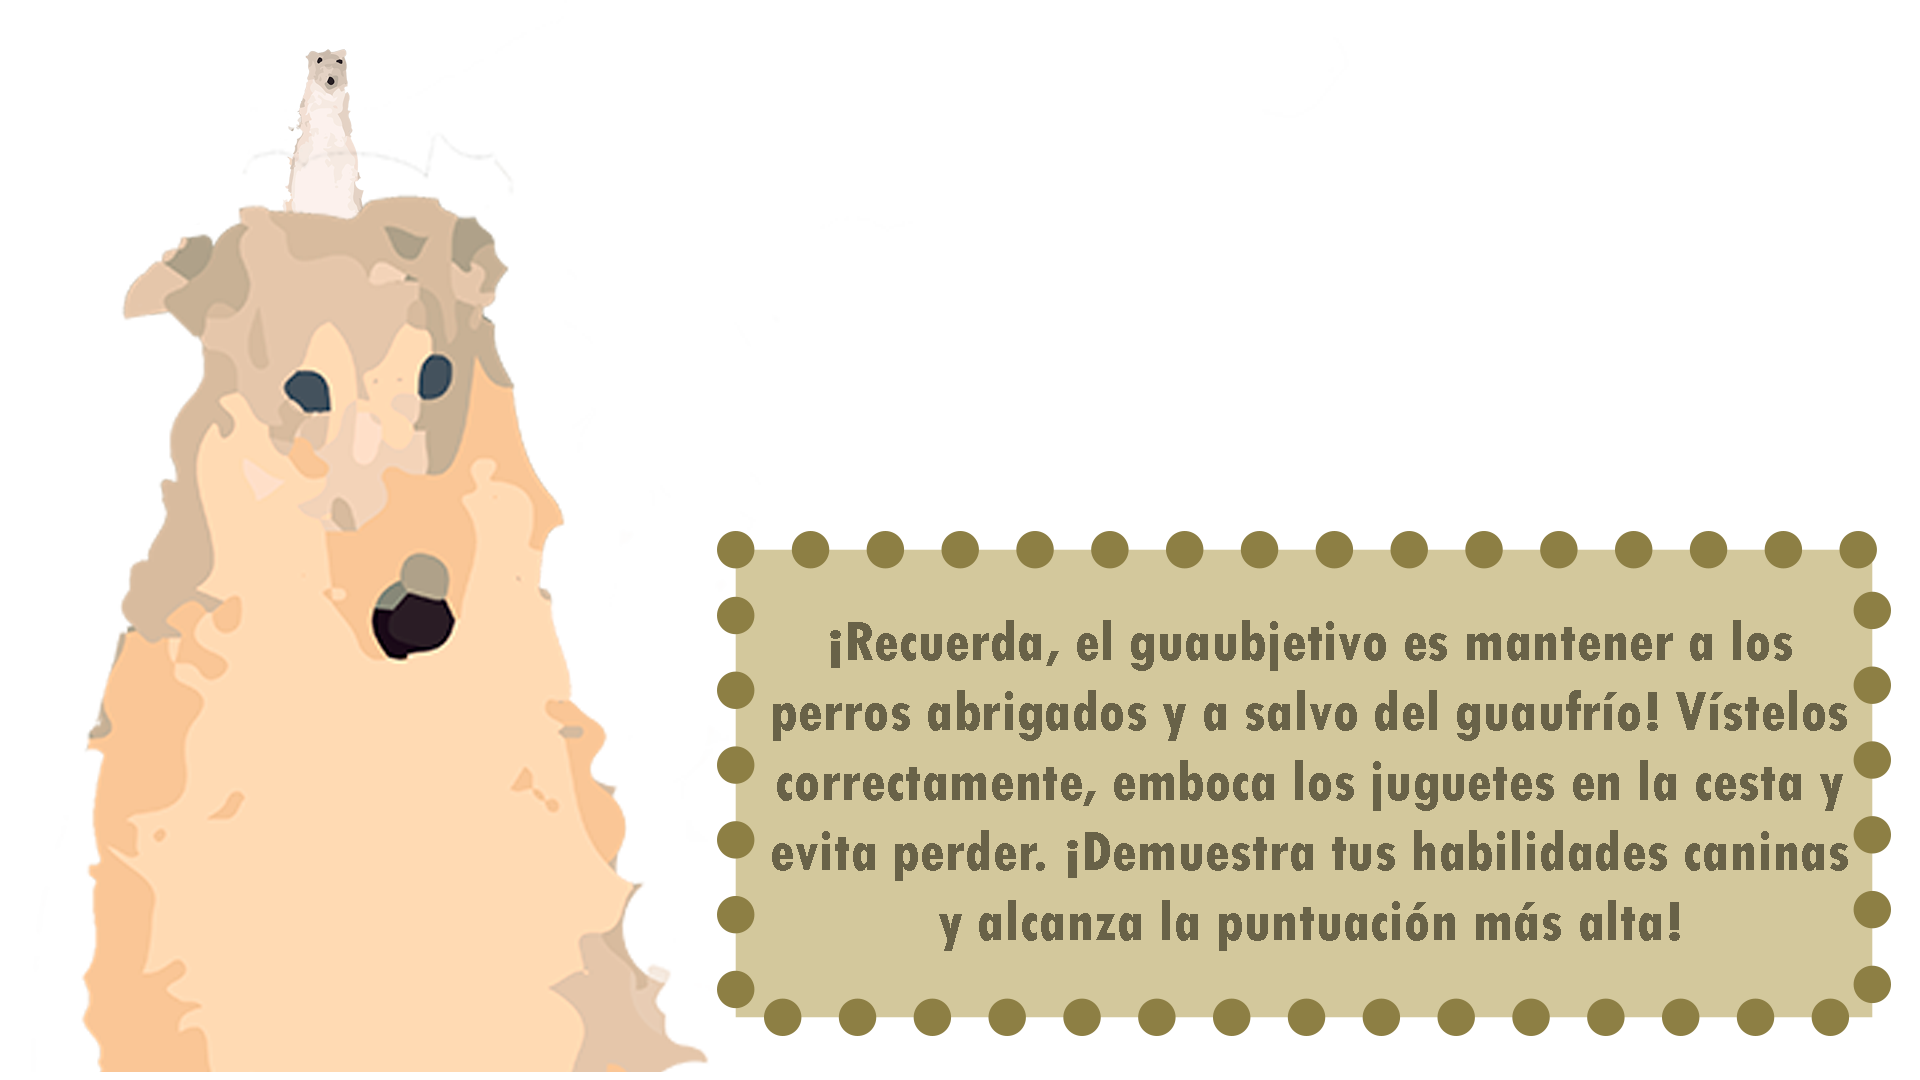 ¡Recuerda, el guaubjetivo es mantener a los
perros abrigados y a salvo del guaufrío! Vístelos
correctamente, emboca los juguetes en la cesta y
evita perder. ¡Demuestra tus habilidades caninas
y alcanza la puntuación más alta!